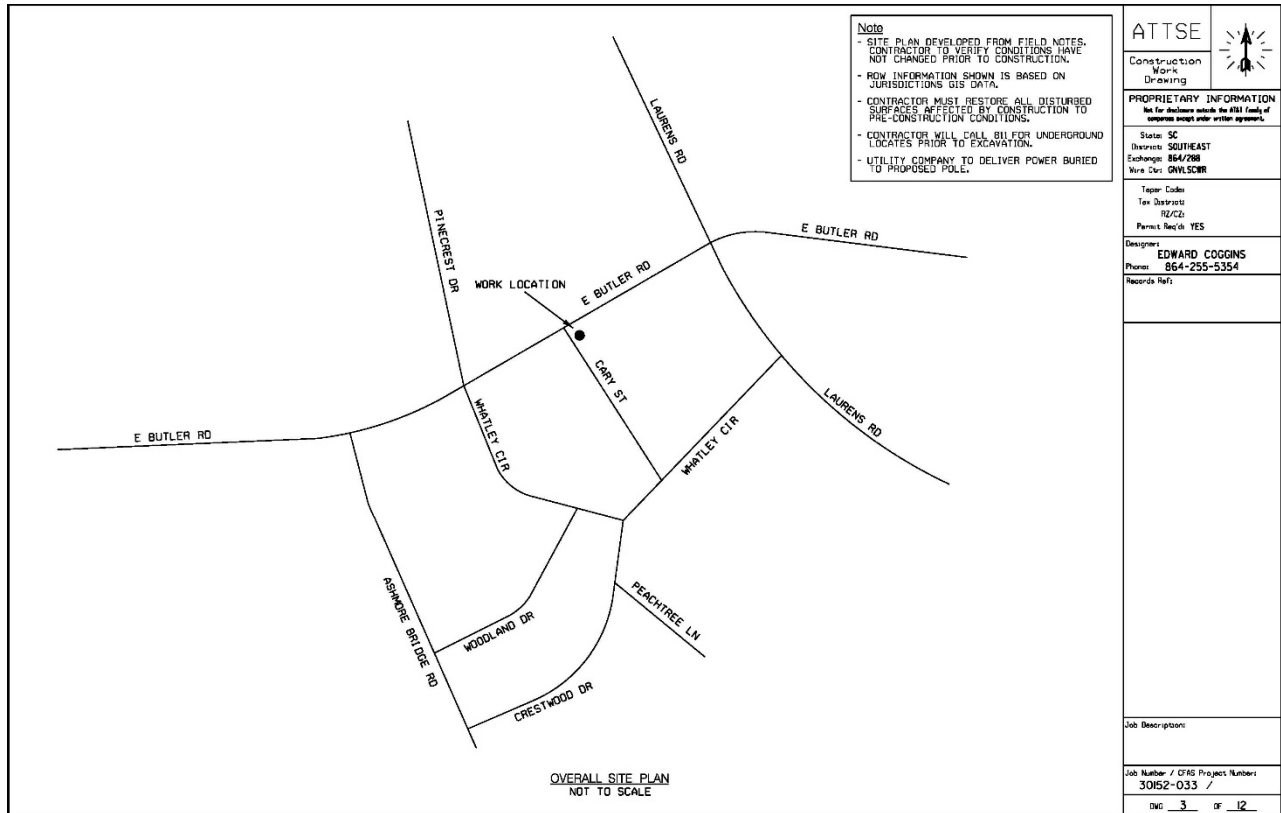 Note
- SITE PLAN DEVELOPED FROM FIELD NOTES.
CONTRACTOR TO VERIFY CONDITIONS HAVE
NOT CHANGED PRIOR TO CONSTRUCTION.
- ROW INFORMATION SHOWN IS BASED ON
JURISDICTIONS GIS DATA.
- CONTRACTOR MUST RESTORE ALL DISTURBED
SURFACES AFFECTED BY CONSTRUCTION TO
PRE-CONSTRUCTION CONDITIONS.
- CONTRACTOR WILL CALL 811 FOR UNDERGROUND
LOCATES PRIOR TO EXCAVATION.
- UTILITY COMPANY TO DELIVER POWER BURIED
TO PROPOSED POLE.
LAURENS RD
PINECREST DR
E BUTLER RD
E BUTLER RD
WORK LOCATION
CARY ST
LAURENS RD
WHATLEY CIR
WHATLEY CIR
E BUTLER RD
ASHMORE BRIDGE RD
WOODLAND DR
PEACHTREE LN
CRESTWOOD DR
OVERALL SITE PLAN
NOT TO SCALE
ATTSE
Construction
Work
Drawing
PROPRIETARY INFORMATION
Not for disclosure outside the AT&T family of
companies except under written agreement.
State: SC
District: SOUTHEAST
Exchange: 864/288
Wire Ctr: GNVLSCWR
Taper Code:
Tax District:
RZ/CZ:
Permit Req'd: YES
Designer:
EDWARD COGGINS
Phone: 864-255-5354
Records Ref:
Job Description:
Job Number / CFAS Project Number:
30152-033 /
DWG 3 OF 12